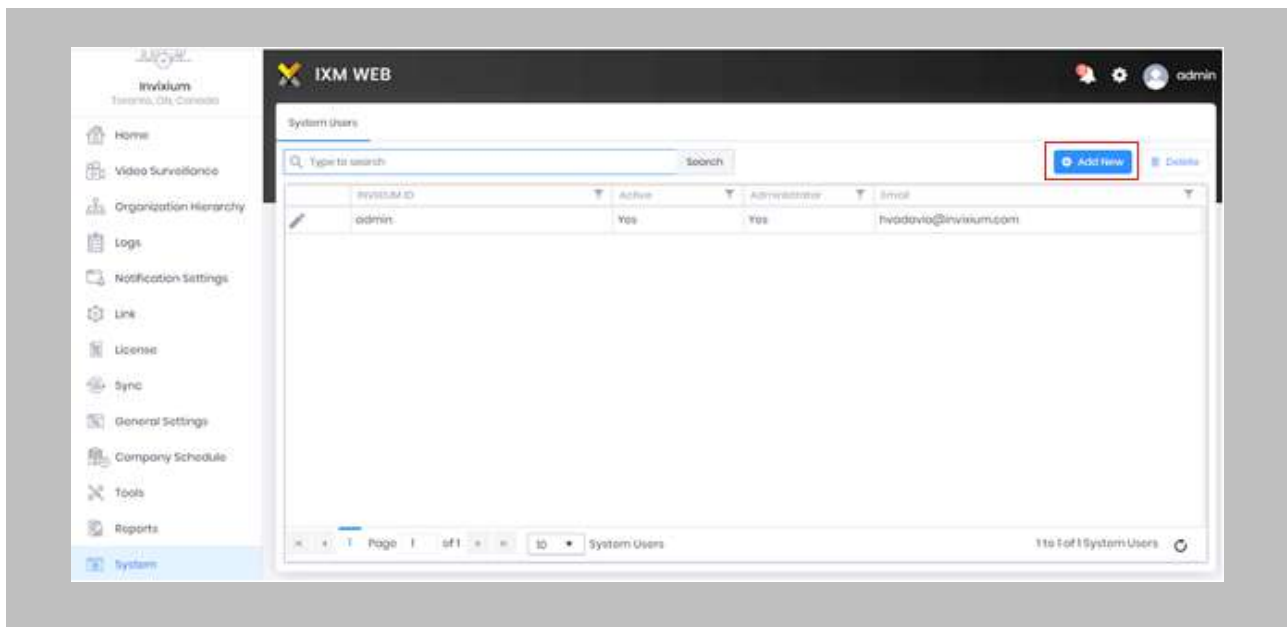 Invixium
Toronto, ON, Canada
IXM WEB
admin
Home
Video Surveillance
Organization Hierarchy
Logs
Notification Settings
Link
License
Sync
General Settings
Company Schedule
Tools
Reports
System
System Users
Type to search
Search
Add New
Delete
INVIXIUM ID
Active
Administrator
Email
admin
Yes
Yes
hvadavia@invixium.com
1 Page 1 of 1 10 System Users
1 to 1 of 1 System Users